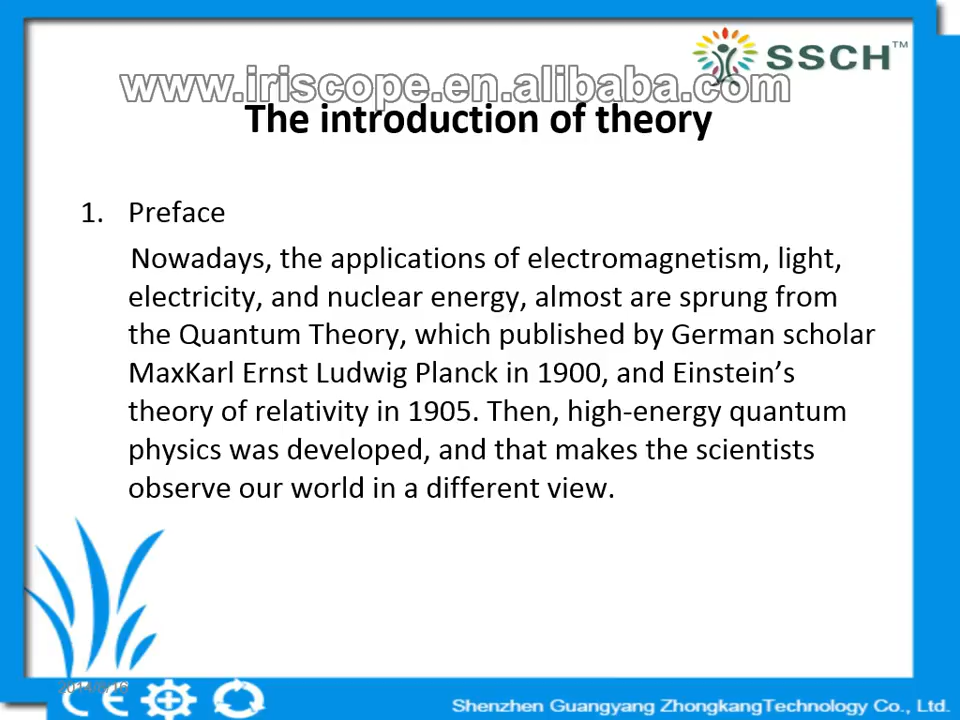 SSCH™
www.iriscope.en.alibaba.com
The introduction of theory
1. Preface
Nowadays, the applications of electromagnetism, light,
electricity, and nuclear energy, almost are sprung from
the Quantum Theory, which published by German scholar
MaxKarl Ernst Ludwig Planck in 1900, and Einstein’s
theory of relativity in 1905. Then, high-energy quantum
physics was developed, and that makes the scientists
observe our world in a different view.
CE
Shenzhen Guangyang ZhongkangTechnology Co., Ltd.